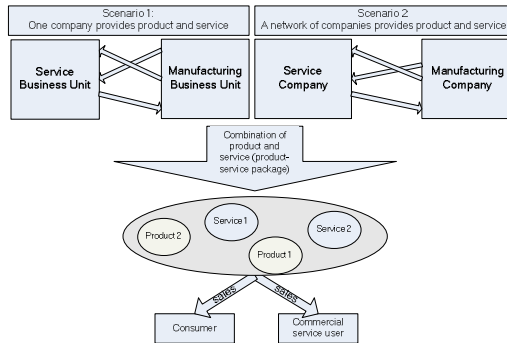 Scenario 1:
One company provides product and service
Scenario 2
A network of companies provides product and service
Service
Business Unit
Manufacturing
Business Unit
Service
Company
Manufacturing
Company
Combination of
product and
service (product-
service package)
Service 1
Service 2
Product 2
Product 1
sales
sales
Consumer
Commercial
service user